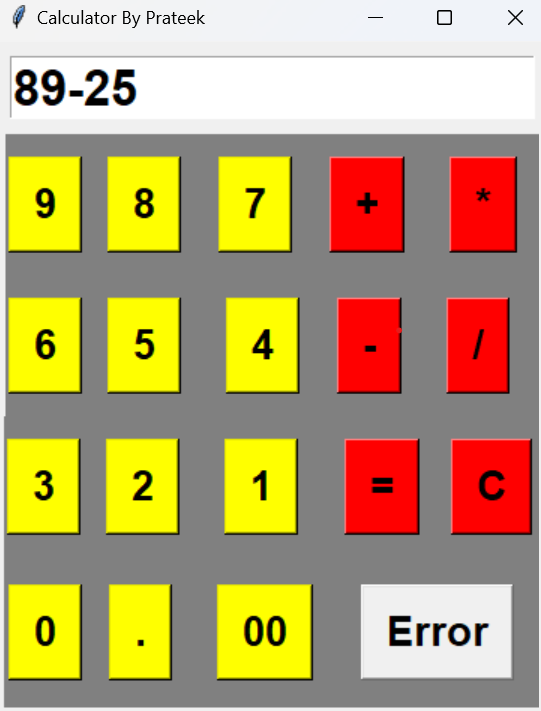 Calculator By Prateek
89-25
9 8 7 + *
6 5 4 - /
3 2 1 = C
0 . 00 Error